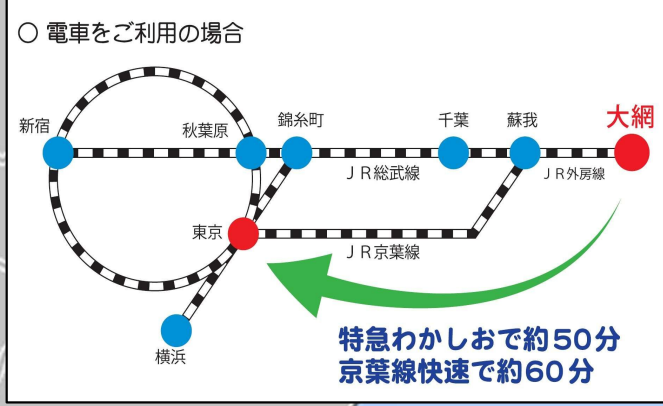 ○ 電車をご利用の場合
新宿
秋葉原
錦糸町
千葉
蘇我
大網
ＪＲ総武線
ＪＲ外房線
東京
ＪＲ京葉線
横浜
特急わかしおで約50分
京葉線快速で約60分